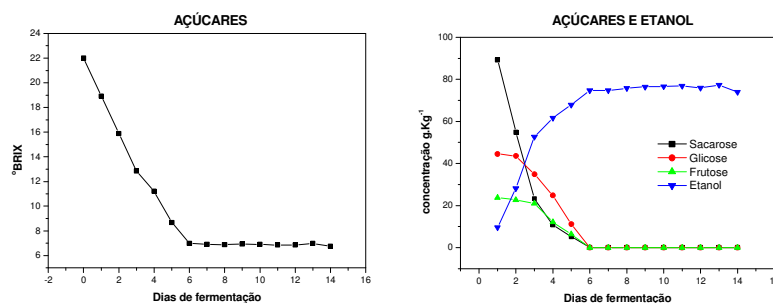 AÇÚCARES
22
20
18
16
14
12
10
8
6
°BRIX
-2 0 2 4 6 8 10 12 14 16
Dias de fermentação
AÇÚCARES E ETANOL
100
80
60
40
20
0
concentração g.Kg⁻¹
Sacarose
Glicose
Frutose
Etanol
0 2 4 6 8 10 12 14
Dias de fermentação